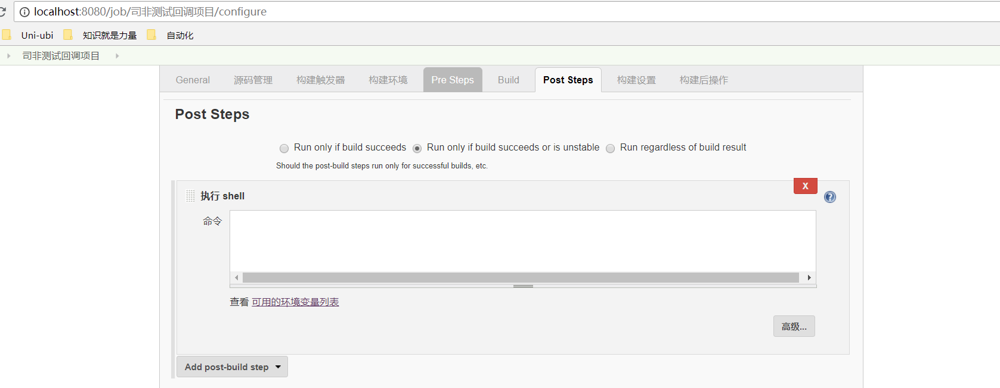 localhost:8080/job/司非测试回调项目/configure
Uni-ubi 知识就是力量 自动化
司非测试回调项目
General 源码管理 构建触发器 构建环境 Pre Steps Build Post Steps 构建设置 构建后操作
Post Steps
Run only if build succeeds Run only if build succeeds or is unstable Run regardless of build result
Should the post-build steps run only for successful builds, etc.
X
执行 shell ?
命令
查看 可用的环境变量列表
高级...
Add post-build step